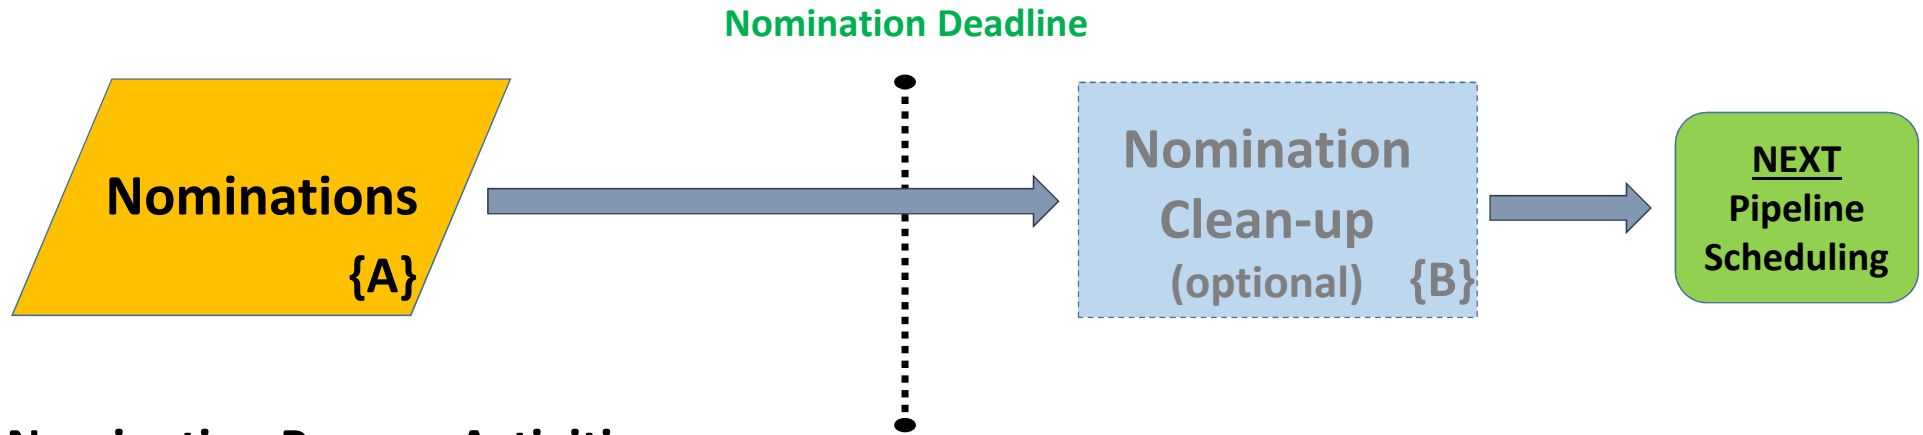 Nomination Deadline
Nominations
{A}
Nomination
Clean-up
(optional) {B}
NEXT
Pipeline
Scheduling